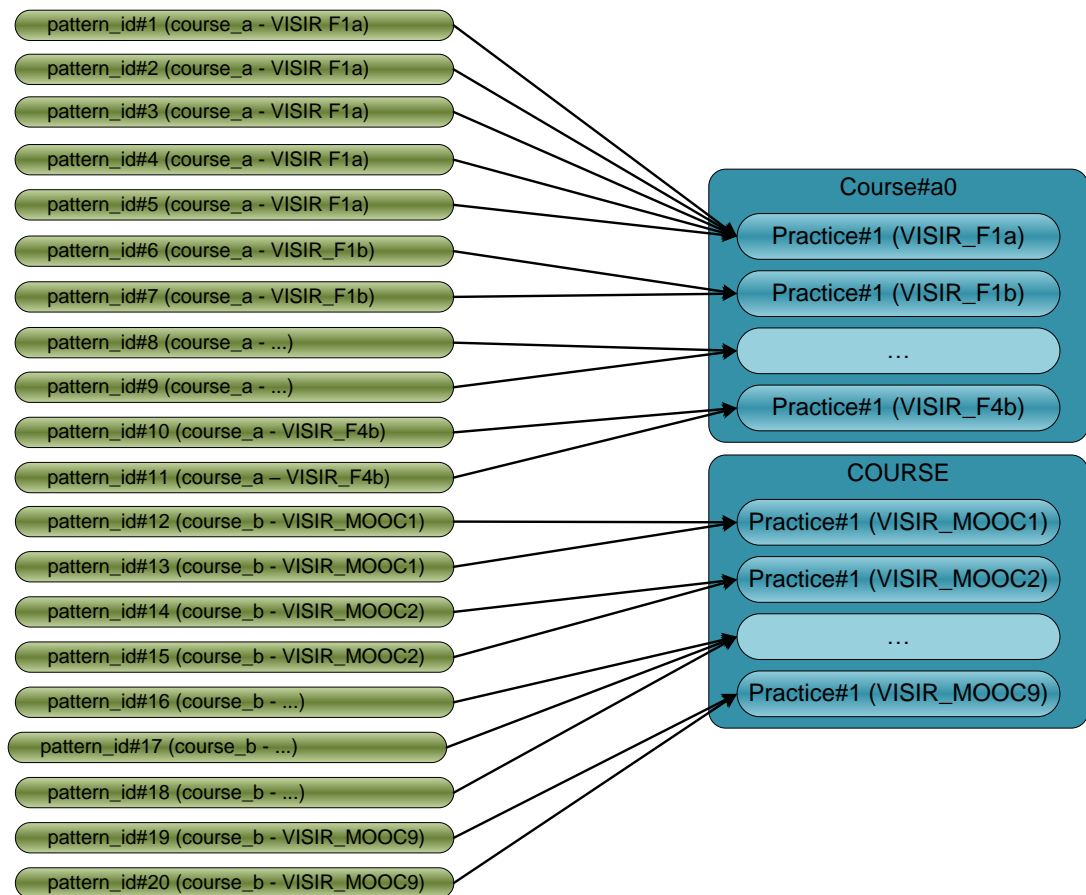 pattern_id#1 (course_a - VISIR F1a)
pattern_id#2 (course_a - VISIR F1a)
pattern_id#3 (course_a - VISIR F1a)
pattern_id#4 (course_a - VISIR F1a)
pattern_id#5 (course_a - VISIR F1a)
pattern_id#6 (course_a - VISIR_F1b)
pattern_id#7 (course_a - VISIR_F1b)
pattern_id#8 (course_a - ...)
pattern_id#9 (course_a - ...)
pattern_id#10 (course_a - VISIR_F4b)
pattern_id#11 (course_a – VISIR_F4b)
pattern_id#12 (course_b - VISIR_MOOC1)
pattern_id#13 (course_b - VISIR_MOOC1)
pattern_id#14 (course_b - VISIR_MOOC2)
pattern_id#15 (course_b - VISIR_MOOC2)
pattern_id#16 (course_b - ...)
pattern_id#17 (course_b - ...)
pattern_id#18 (course_b - ...)
pattern_id#19 (course_b - VISIR_MOOC9)
pattern_id#20 (course_b - VISIR_MOOC9)
Course#a0
Practice#1 (VISIR_F1a)
Practice#1 (VISIR_F1b)
…
Practice#1 (VISIR_F4b)
COURSE
Practice#1 (VISIR_MOOC1)
Practice#1 (VISIR_MOOC2)
…
Practice#1 (VISIR_MOOC9)